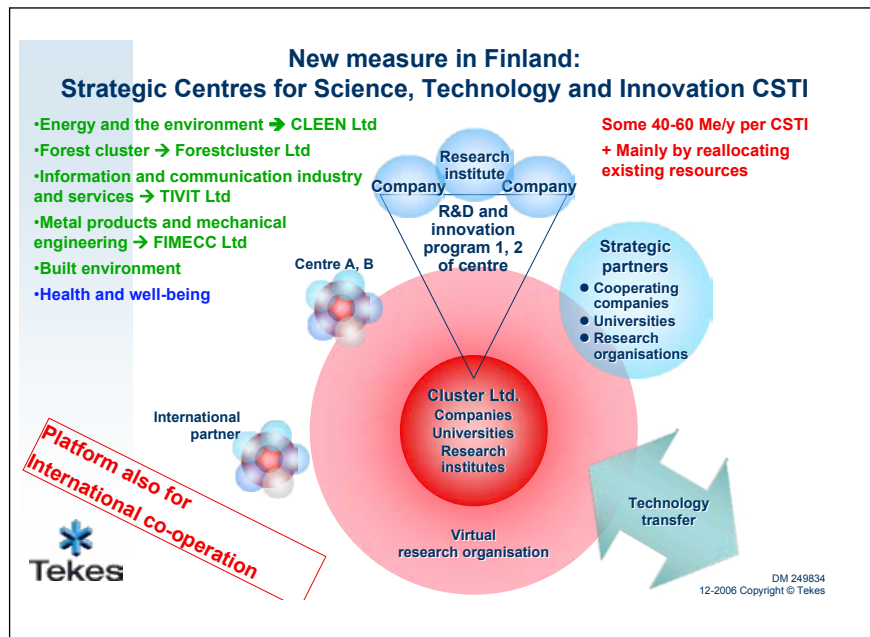 New measure in Finland:
Strategic Centres for Science, Technology and Innovation CSTI
•Energy and the environment → CLEEN Ltd
•Forest cluster → Forestcluster Ltd
•Information and communication industry
and services → TIVIT Ltd
•Metal products and mechanical
engineering → FIMECC Ltd
•Built environment
•Health and well-being
Some 40-60 Me/y per CSTI
+ Mainly by reallocating
existing resources
Research
institute
Company
Company
R&D and
innovation
program 1, 2
of centre
Centre A, B
Strategic
partners
● Cooperating
companies
● Universities
● Research
organisations
Cluster Ltd.
Companies
Universities
Research
institutes
International
partner
Platform also for
International co-operation
Virtual
research organisation
Technology
transfer
Tekes
DM 249834
12-2006 Copyright © Tekes